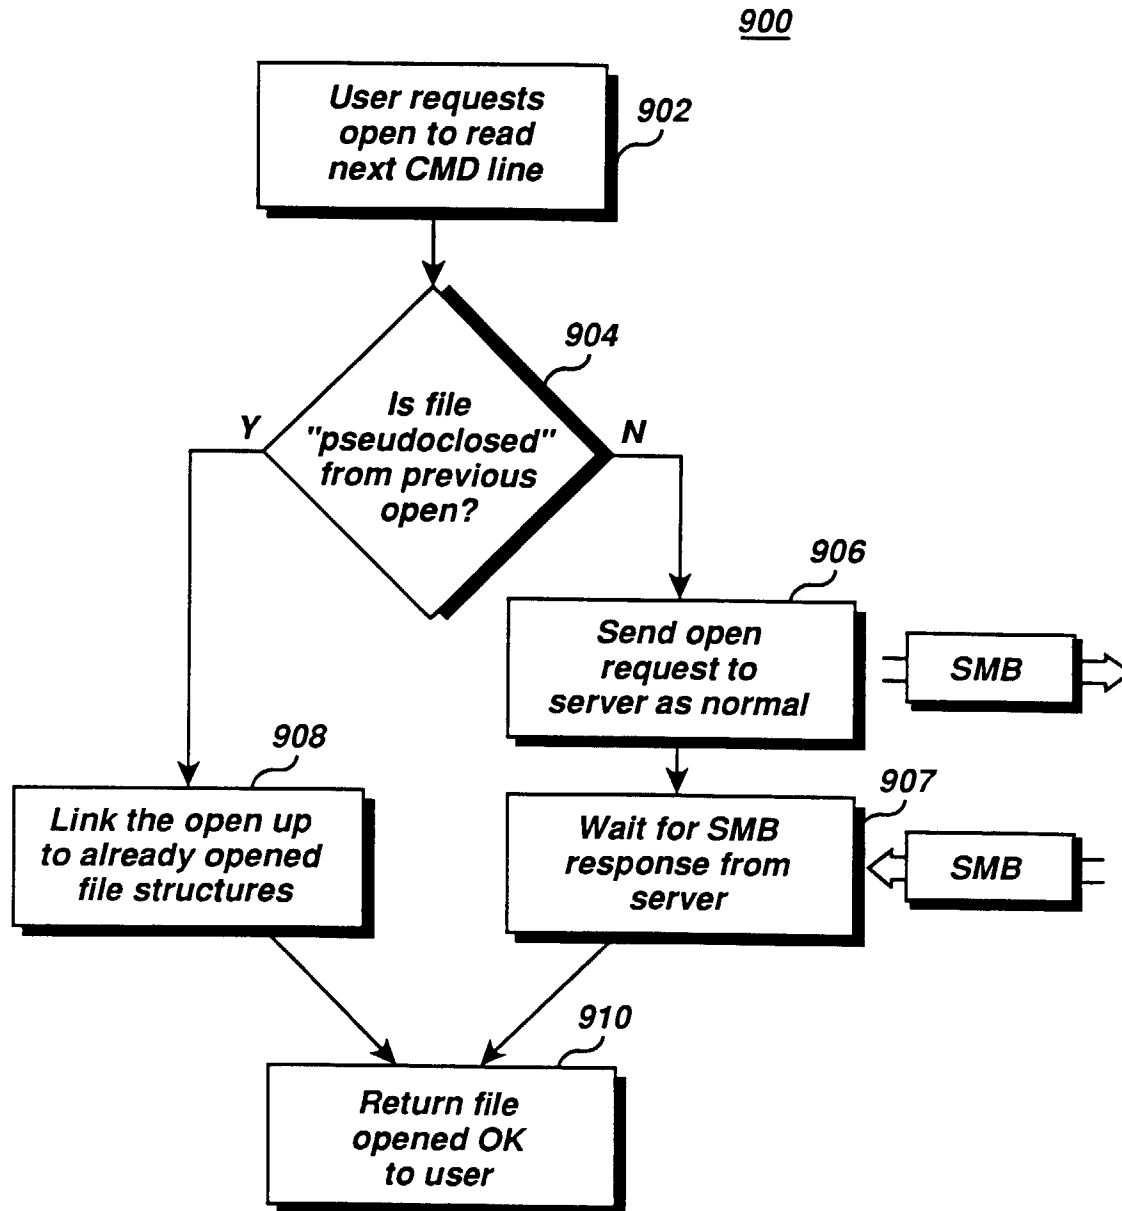 900
User requests
open to read
next CMD line
902
904
Is file
"pseudoclosed"
from previous
open?
Y
N
906
Send open
request to
server as normal
SMB
908
Link the open up
to already opened
file structures
907
Wait for SMB
response from
server
SMB
910
Return file
opened OK
to user